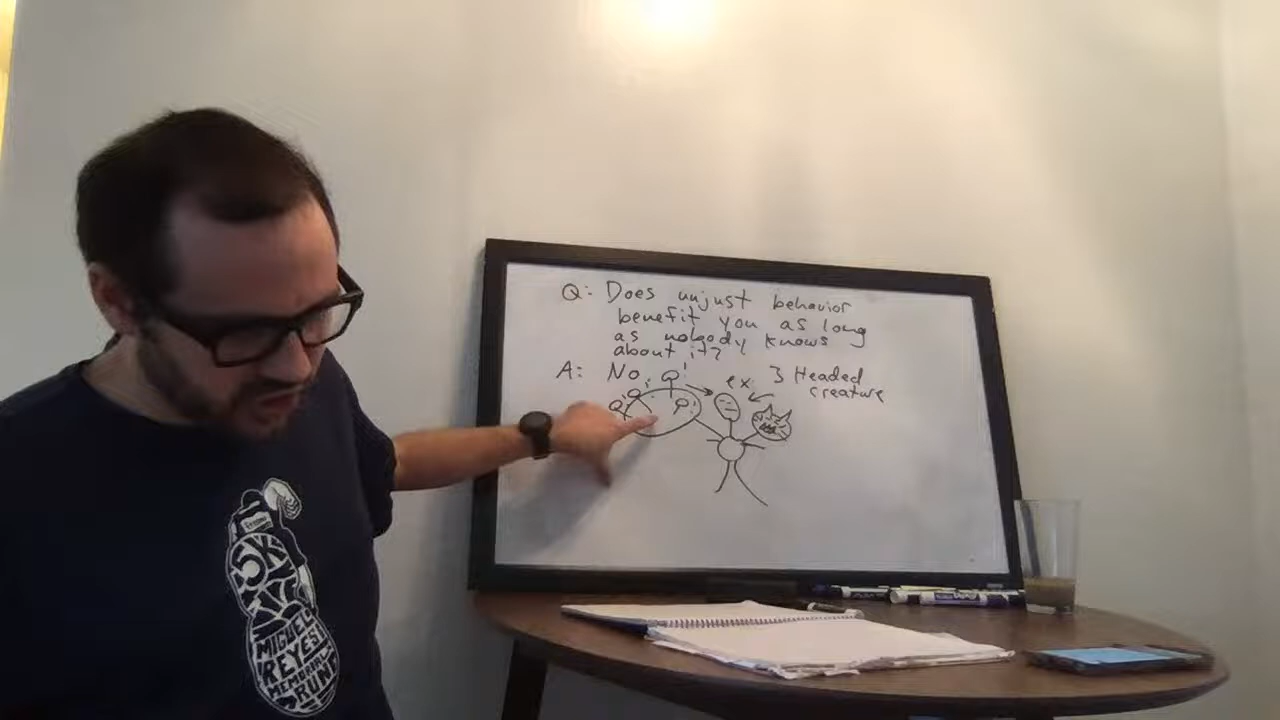 Q: Does unjust behavior
benefit you as long
as nobody knows
about it?
A: No.
ex: 3 Headed
creature
5K
MIGUEL
REYES
MEMORIAL
RUN